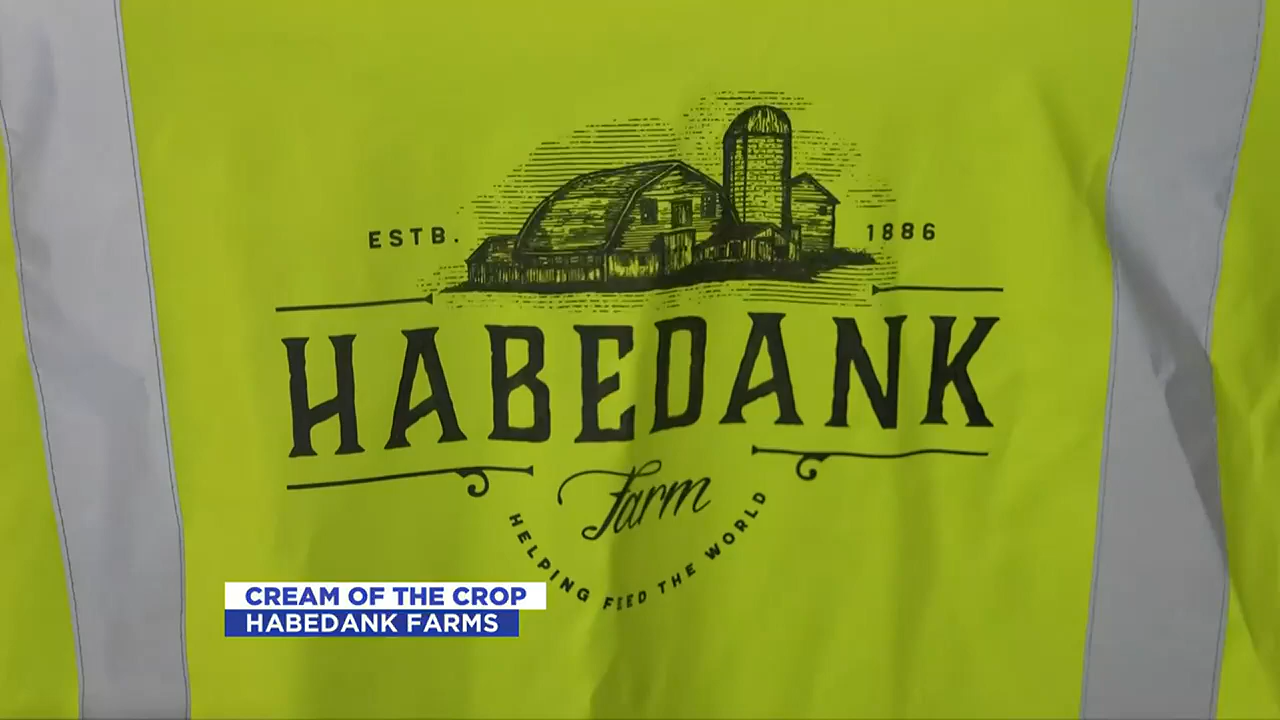 ESTB. 1886
HABEDANK
Farm
HELPING FEED THE WORLD
CREAM OF THE CROP
HABEDANK FARMS